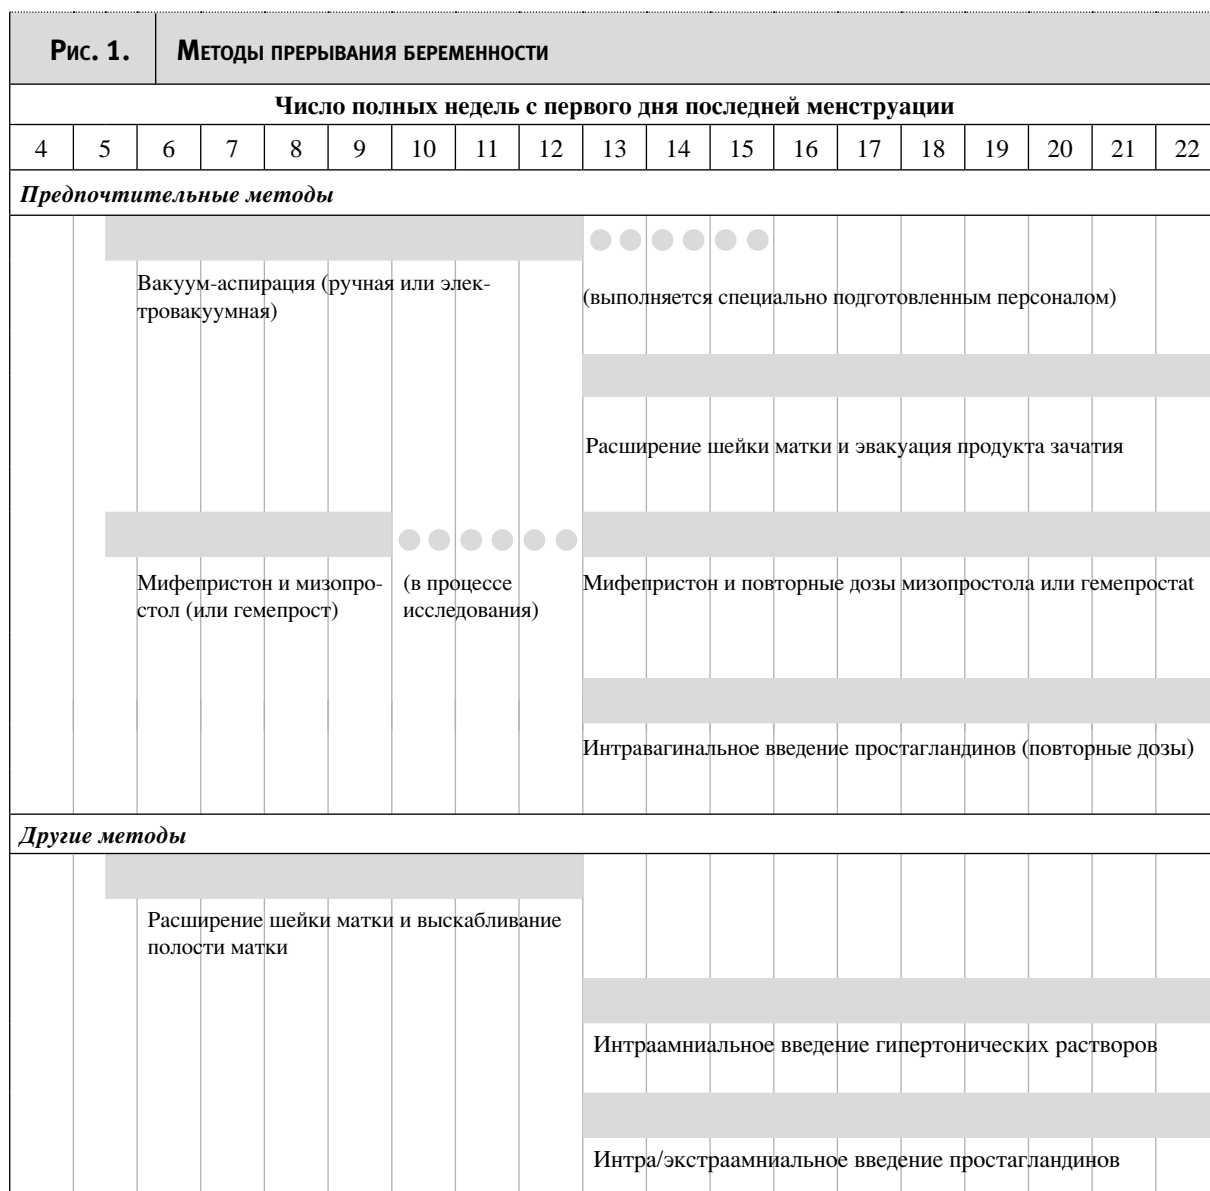 Рис. 1. Методы прерывания беременности
Число полных недель с первого дня последней менструации
4 5 6 7 8 9 10 11 12 13 14 15 16 17 18 19 20 21 22
Предпочтительные методы
Вакуум-аспирация (ручная или элек-
тровакуумная)
(выполняется специально подготовленным персоналом)
Расширение шейки матки и эвакуация продукта зачатия
Мифепристон и мизопро-
стол (или гемепрост)
(в процессе
исследования)
Мифепристон и повторные дозы мизопростола или гемепростat
Интравагинальное введение простагландинов (повторные дозы)
Другие методы
Расширение шейки матки и выскабливание
полости матки
Интраамниальное введение гипертонических растворов
Интра/экстраамниальное введение простагландинов